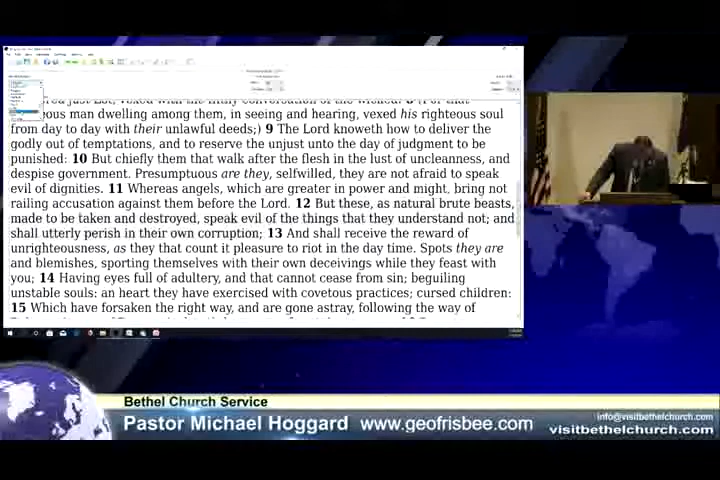 eous man dwelling among them, in seeing and hearing, vexed his righteous soul
from day to day with their unlawful deeds;) 9 The Lord knoweth how to deliver the
godly out of temptations, and to reserve the unjust unto the day of judgment to be
punished: 10 But chiefly them that walk after the flesh in the lust of uncleanness, and
despise government. Presumptuous are they, selfwilled, they are not afraid to speak
evil of dignities. 11 Whereas angels, which are greater in power and might, bring not
railing accusation against them before the Lord. 12 But these, as natural brute beasts,
made to be taken and destroyed, speak evil of the things that they understand not; and
shall utterly perish in their own corruption; 13 And shall receive the reward of
unrighteousness, as they that count it pleasure to riot in the day time. Spots they are
and blemishes, sporting themselves with their own deceivings while they feast with
you; 14 Having eyes full of adultery, and that cannot cease from sin; beguiling
unstable souls: an heart they have exercised with covetous practices; cursed children:
15 Which have forsaken the right way, and are gone astray, following the way of
Bethel Church Service
Pastor Michael Hoggard www.geofrisbee.com
info@visitbethelchurch.com
visitbethelchurch.com